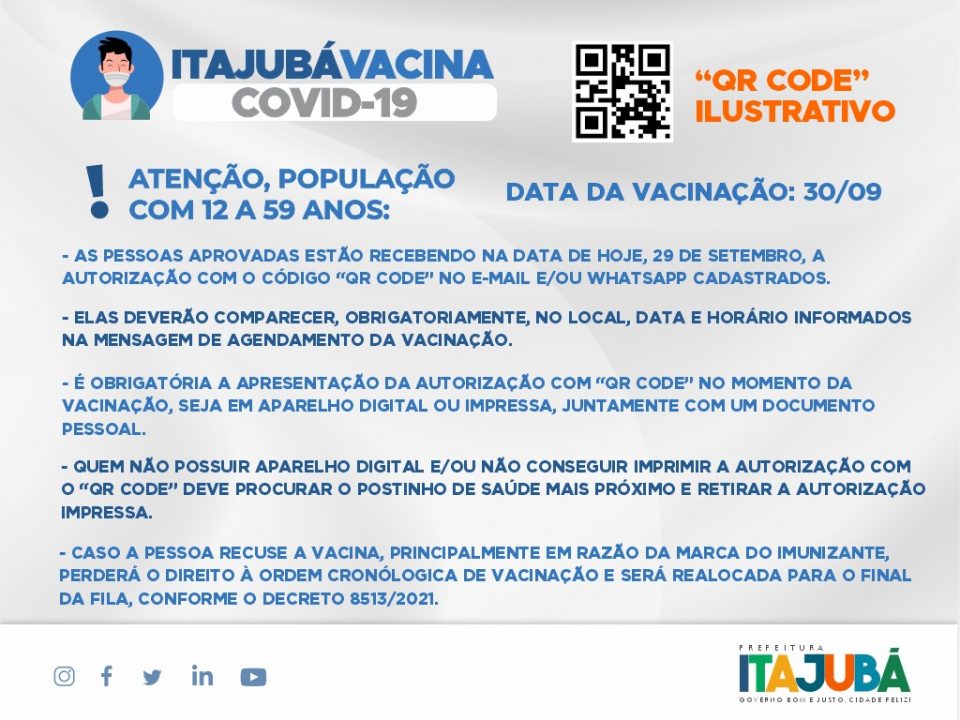 ITAJUBÁVACINA
COVID-19
“QR CODE”
ILUSTRATIVO
! ATENÇÃO, POPULAÇÃO
COM 12 A 59 ANOS:
DATA DA VACINAÇÃO: 30/09
- AS PESSOAS APROVADAS ESTÃO RECEBENDO NA DATA DE HOJE, 29 DE SETEMBRO, A
AUTORIZAÇÃO COM O CÓDIGO “QR CODE” NO E-MAIL E/OU WHATSAPP CADASTRADOS.
- ELAS DEVERÃO COMPARECER, OBRIGATORIAMENTE, NO LOCAL, DATA E HORÁRIO INFORMADOS
NA MENSAGEM DE AGENDAMENTO DA VACINAÇÃO.
- É OBRIGATÓRIA A APRESENTAÇÃO DA AUTORIZAÇÃO COM “QR CODE” NO MOMENTO DA
VACINAÇÃO, SEJA EM APARELHO DIGITAL OU IMPRESSA, JUNTAMENTE COM UM DOCUMENTO
PESSOAL.
- QUEM NÃO POSSUIR APARELHO DIGITAL E/OU NÃO CONSEGUIR IMPRIMIR A AUTORIZAÇÃO COM
O “QR CODE” DEVE PROCURAR O POSTINHO DE SAÚDE MAIS PRÓXIMO E RETIRAR A AUTORIZAÇÃO
IMPRESSA.
- CASO A PESSOA RECUSE A VACINA, PRINCIPALMENTE EM RAZÃO DA MARCA DO IMUNIZANTE,
PERDERÁ O DIREITO À ORDEM CRONÓLOGICA DE VACINAÇÃO E SERÁ REALOCADA PARA O FINAL
DA FILA, CONFORME O DECRETO 8513/2021.
PREFEITURA
ITAJUBÁ
GOVERNO BOM E JUSTO. CIDADE FELIZ!